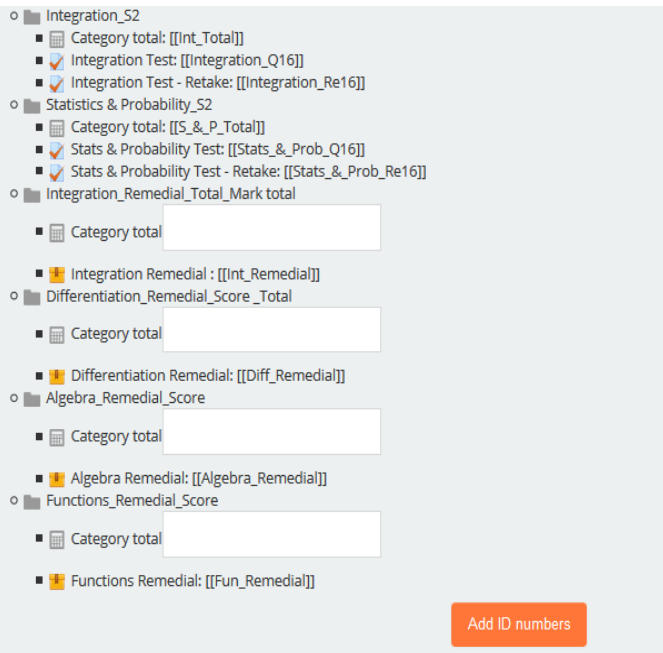 Integration_S2
Category total: [[Int_Total]]
Integration Test: [[Integration_Q16]]
Integration Test - Retake: [[Integration_Re16]]
Statistics & Probability_S2
Category total: [[S_&_P_Total]]
Stats & Probability Test: [[Stats_&_Prob_Q16]]
Stats & Probability Test - Retake: [[Stats_&_Prob_Re16]]
Integration_Remedial_Total_Mark total
Category total
Integration Remedial : [[Int_Remedial]]
Differentiation_Remedial_Score _Total
Category total
Differentiation Remedial: [[Diff_Remedial]]
Algebra_Remedial_Score
Category total
Algebra Remedial: [[Algebra_Remedial]]
Functions_Remedial_Score
Category total
Functions Remedial: [[Fun_Remedial]]
Add ID numbers